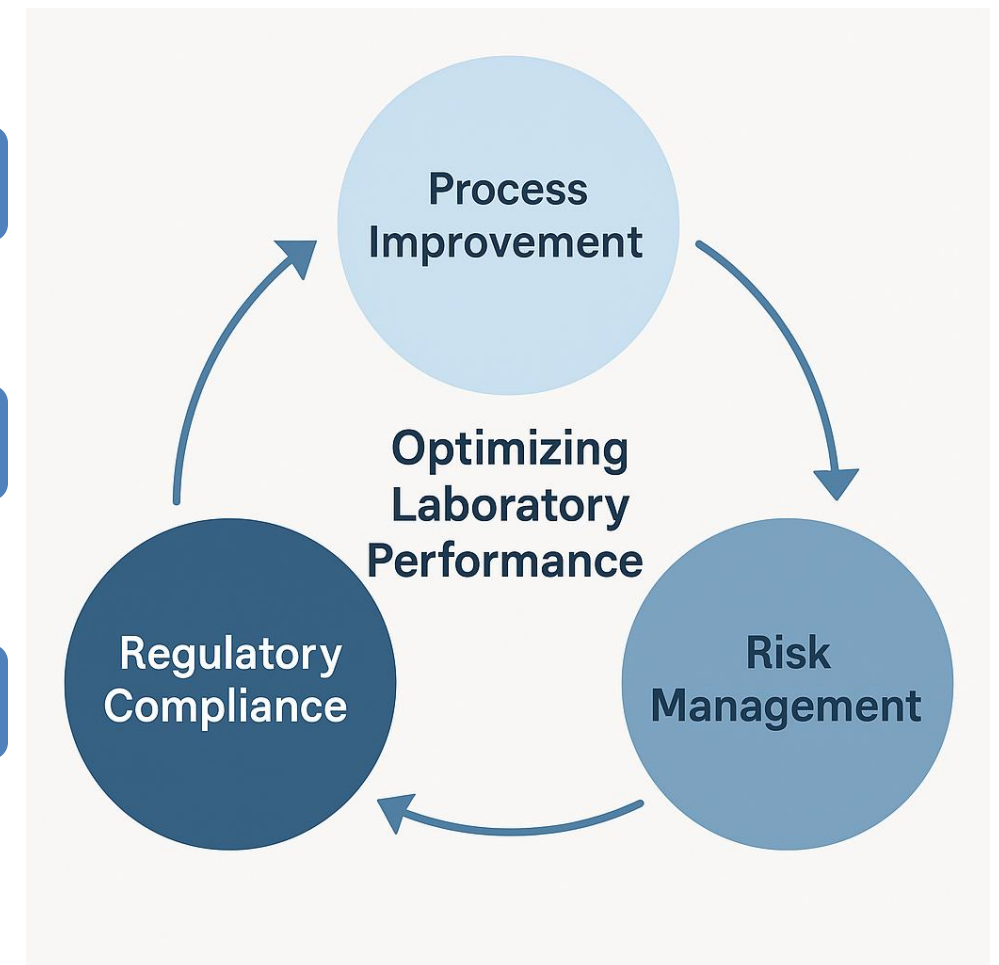 Process
Improvement
Optimizing
Laboratory
Performance
Regulatory
Compliance
Risk
Management